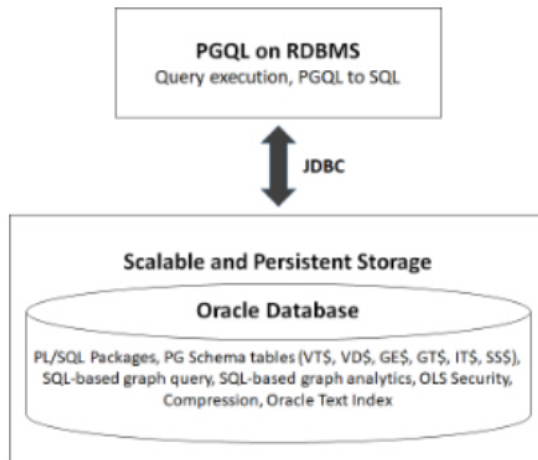 PGQL on RDBMS
Query execution, PGQL to SQL
JDBC
Scalable and Persistent Storage
Oracle Database
PL/SQL Packages, PG Schema tables (VT$, VD$, GE$, GT$, IT$, SS$),
SQL-based graph query, SQL-based graph analytics, OLS Security,
Compression, Oracle Text Index